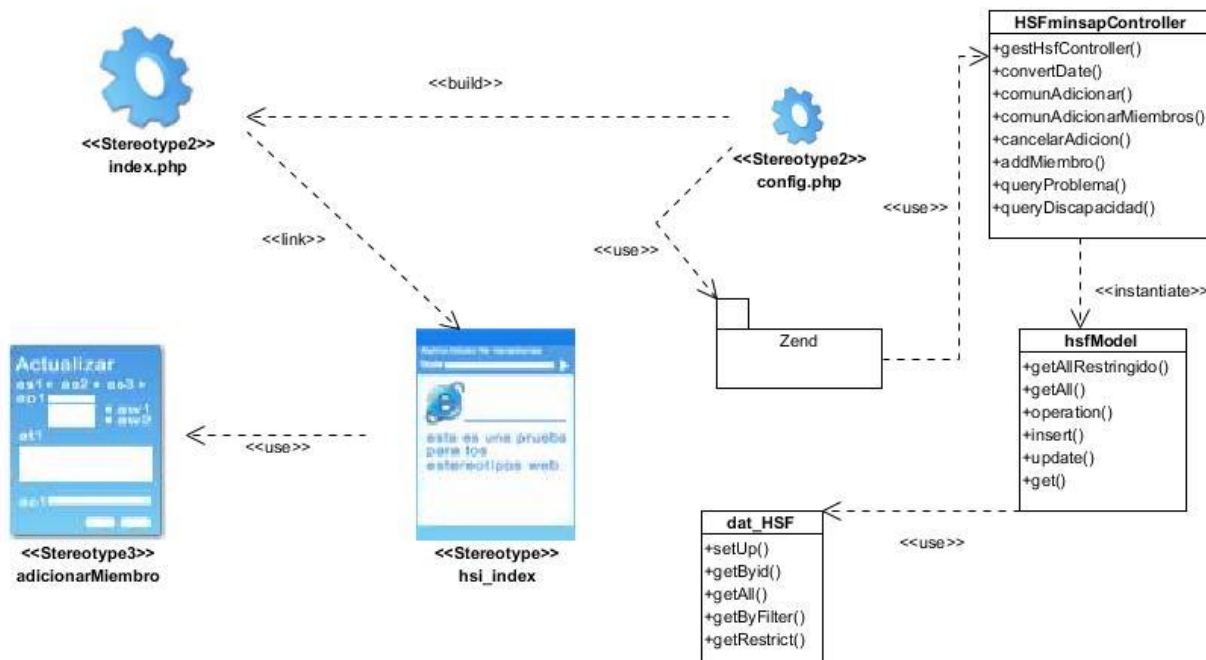 <<Stereotype2>>
index.php
<<build>>
<<Stereotype2>>
config.php
HSFminsapController
+gestHsfController()
+convertDate()
+comunAdicionar()
+comunAdicionarMiembros()
+cancelarAdicion()
+addMiembro()
+queryProblema()
+queryDiscapacidad()
<<use>>
<<link>>
<<use>>
<<instantiate>>
Zend
hsfModel
+getAllRestringido()
+getAll()
+operation()
+insert()
+update()
+get()
Actualizar
<<use>>
esta es una prueba
para los
estereotipos web
<<Stereotype3>>
adicionarMiembro
<<Stereotype>>
hsi_index
<<use>>
dat_HSF
+setUp()
+getByid()
+getAll()
+getByFilter()
+getRestrict()